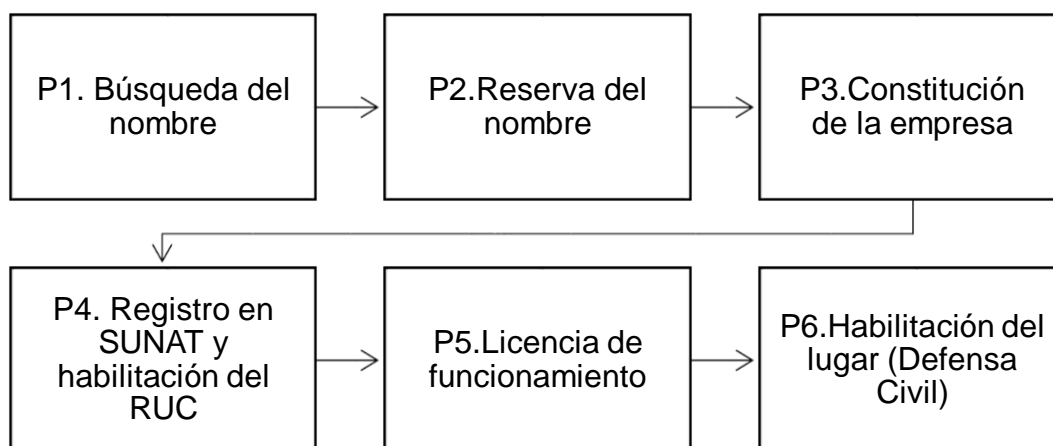 P1. Búsqueda del
nombre
P2.Reserva del
nombre
P3.Constitución
de la empresa
P4. Registro en
SUNAT y
habilitación del
RUC
P5.Licencia de
funcionamiento
P6.Habilitación del
lugar (Defensa
Civil)